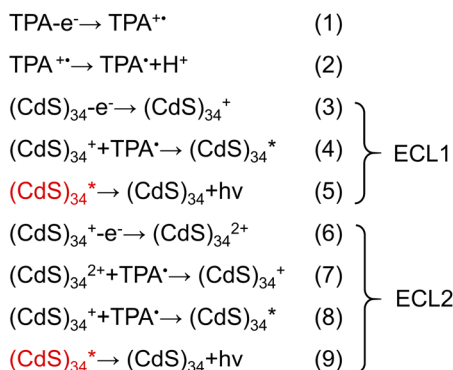 TPA-e⁻→ TPA⁺• (1)
TPA⁺•→ TPA•+H⁺ (2)
(CdS)₃₄-e⁻→ (CdS)₃₄⁺ (3)
(CdS)₃₄⁺+TPA•→ (CdS)₃₄* (4)
ECL1
(CdS)₃₄*→ (CdS)₃₄+hv (5)
(CdS)₃₄⁺-e⁻→ (CdS)₃₄²⁺ (6)
(CdS)₃₄²⁺+TPA•→ (CdS)₃₄⁺ (7)
ECL2
(CdS)₃₄⁺+TPA•→ (CdS)₃₄* (8)
(CdS)₃₄*→ (CdS)₃₄+hv (9)